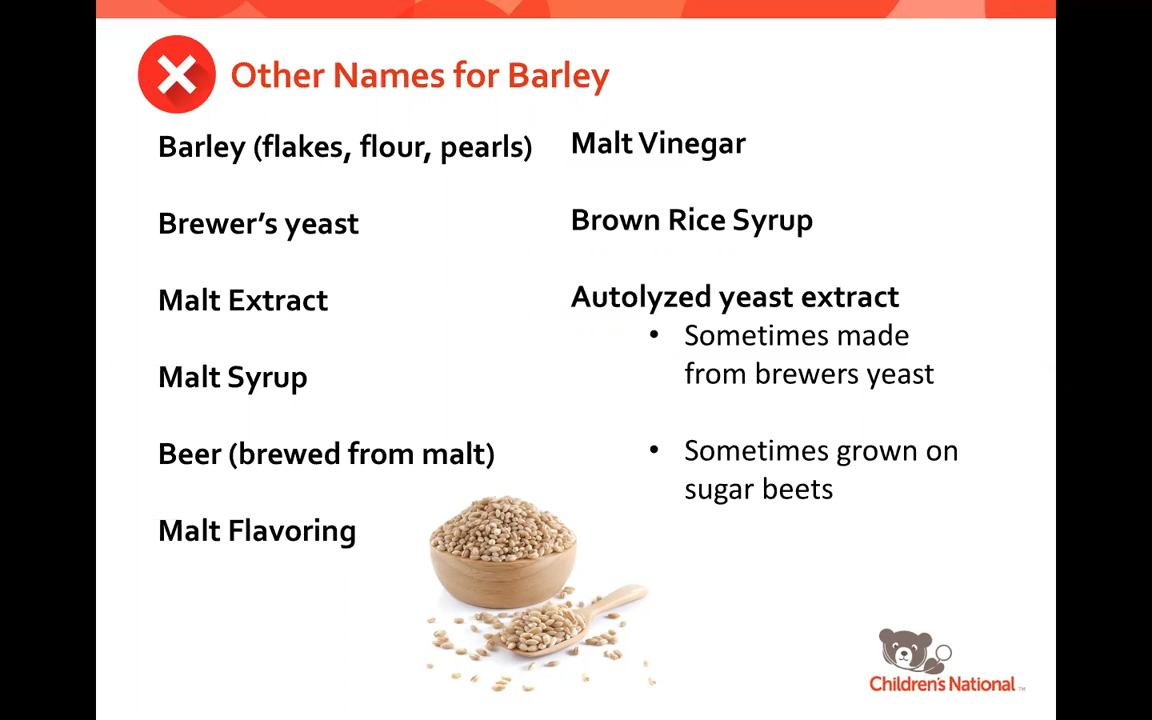 Other Names for Barley
Barley (flakes, flour, pearls)
Brewer's yeast
Malt Extract
Malt Syrup
Beer (brewed from malt)
Malt Flavoring
Malt Vinegar
Brown Rice Syrup
Autolyzed yeast extract
• Sometimes made
from brewers yeast
• Sometimes grown on
sugar beets
Children's National ™